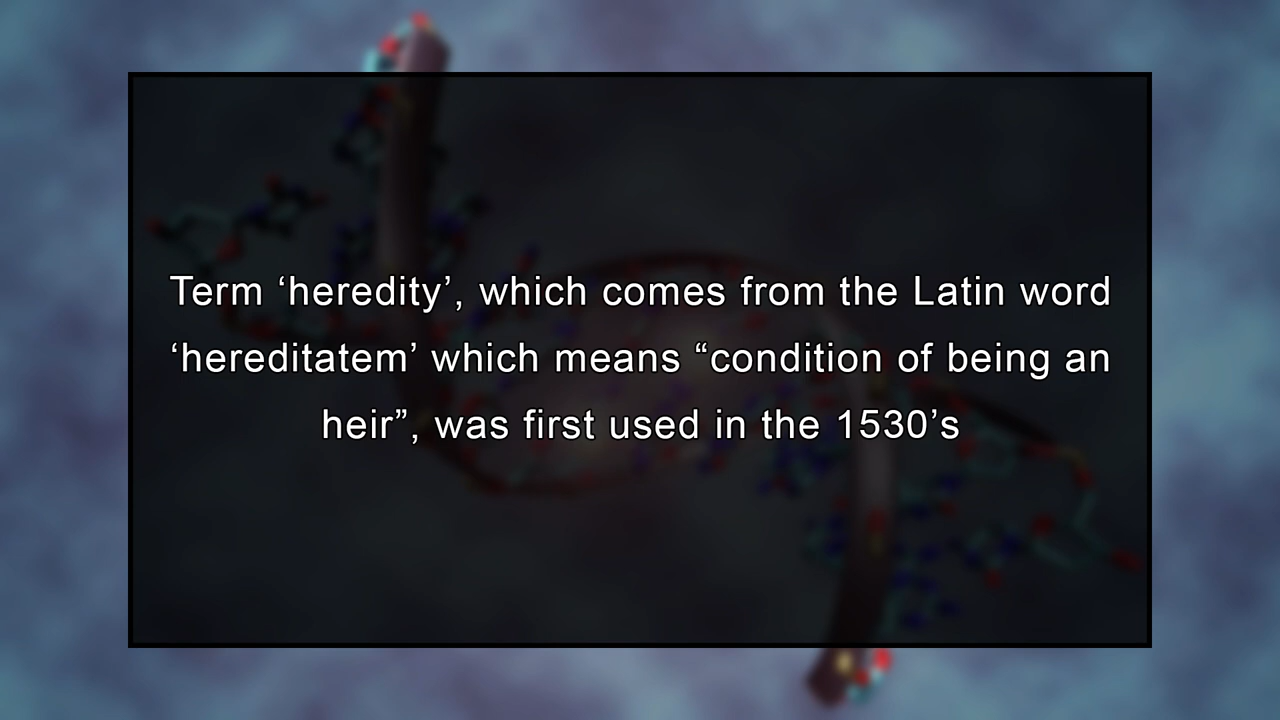 Term ‘heredity’, which comes from the Latin word
‘hereditatem’ which means “condition of being an
heir”, was first used in the 1530’s